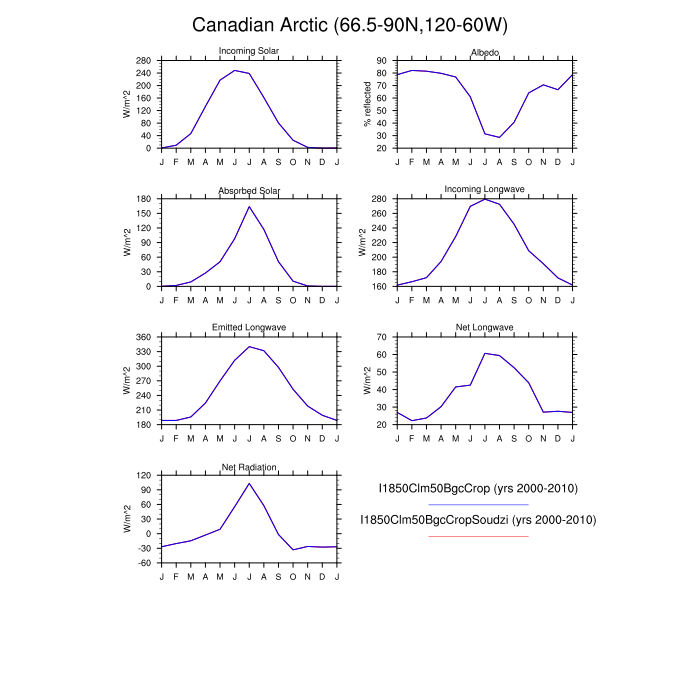 Canadian Arctic (66.5-90N,120-60W)
Incoming Solar
W/m^2
280
240
200
160
120
80
40
0
J F M A M J J A S O N D J
Albedo
% reflected
90
80
70
60
50
40
30
20
J F M A M J J A S O N D J
Absorbed Solar
W/m^2
180
150
120
90
60
30
0
J F M A M J J A S O N D J
Incoming Longwave
W/m^2
280
260
240
220
200
180
160
J F M A M J J A S O N D J
Emitted Longwave
W/m^2
360
330
300
270
240
210
180
J F M A M J J A S O N D J
Net Longwave
W/m^2
70
60
50
40
30
20
J F M A M J J A S O N D J
Net Radiation
W/m^2
120
90
60
30
0
-30
-60
J F M A M J J A S O N D J
I1850Clm50BgcCrop (yrs 2000-2010)
I1850Clm50BgcCropSoudzi (yrs 2000-2010)